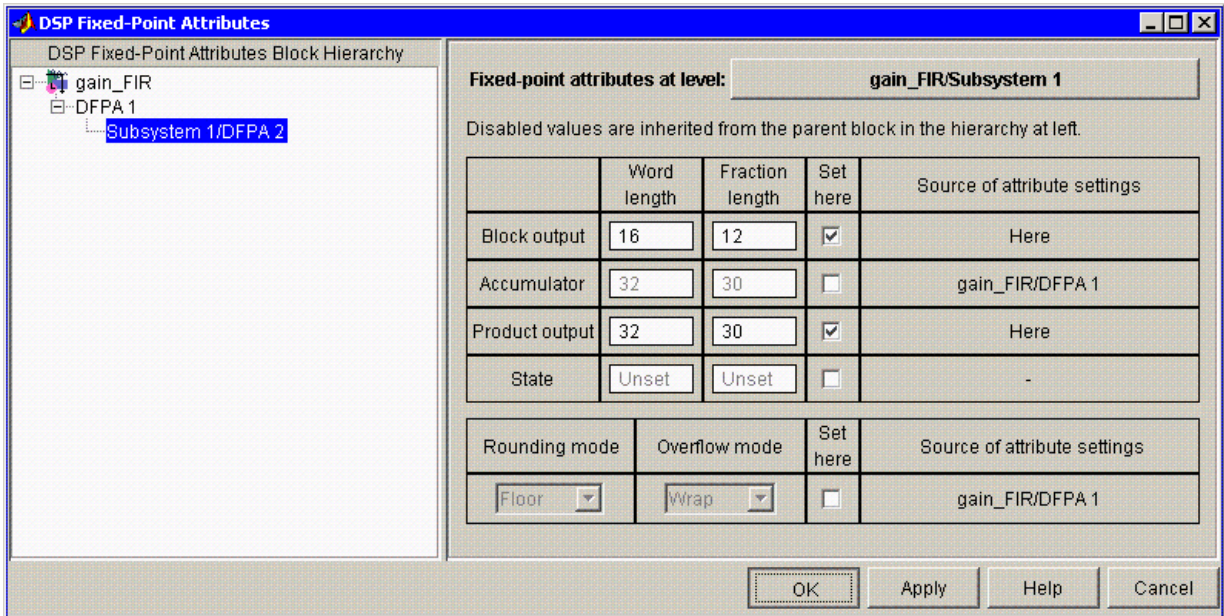 DSP Fixed-Point Attributes
DSP Fixed-Point Attributes Block Hierarchy
gain_FIR
DFPA 1
Subsystem 1/DFPA 2
Fixed-point attributes at level: gain_FIR/Subsystem 1
Disabled values are inherited from the parent block in the hierarchy at left.
Word length Fraction length Set here Source of attribute settings
Block output 16 12 Here
Accumulator 32 30 gain_FIR/DFPA 1
Product output 32 30 Here
State Unset Unset -
Rounding mode Overflow mode Set here Source of attribute settings
Floor Wrap gain_FIR/DFPA 1
OK Apply Help Cancel